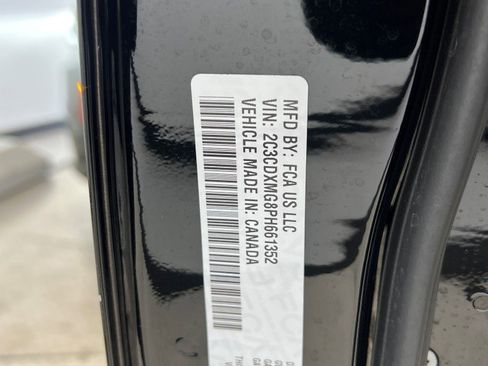 MFD BY: FCA US LLC
VIN: 2C3CDXMG8PH661352
VEHICLE MADE IN: CANADA